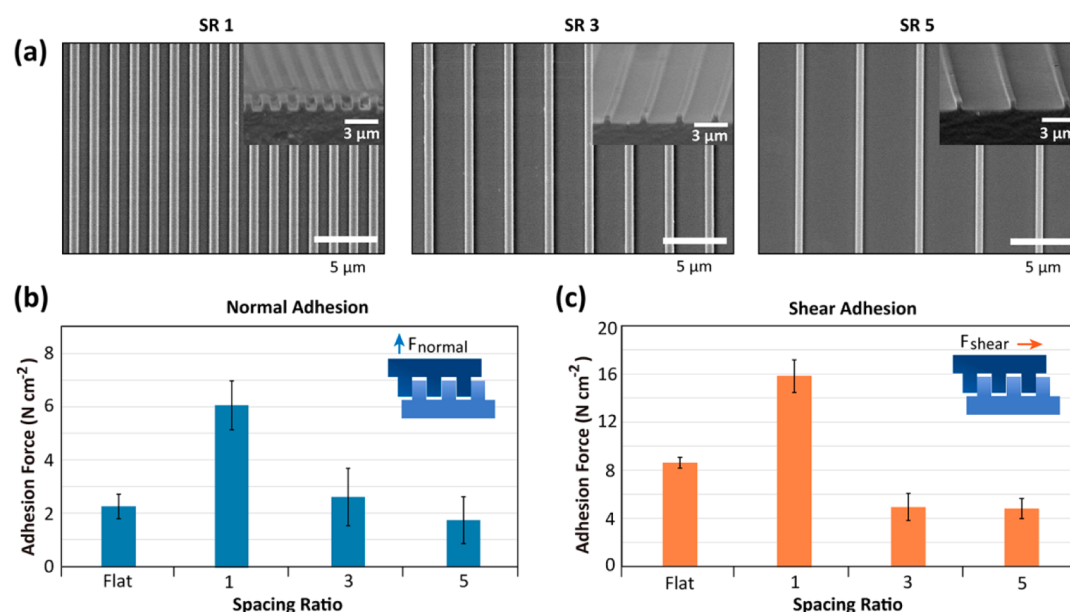 SR 1
SR 3
SR 5
(a)
3 μm
3 μm
3 μm
5 μm
5 μm
5 μm
(b)
Normal Adhesion
Adhesion Force (N cm⁻²)
8
6
4
2
0
Fnormal
Flat
1
3
5
Spacing Ratio
(c)
Shear Adhesion
Adhesion Force (N cm⁻²)
20
16
12
8
4
0
Fshear
Flat
1
3
5
Spacing Ratio